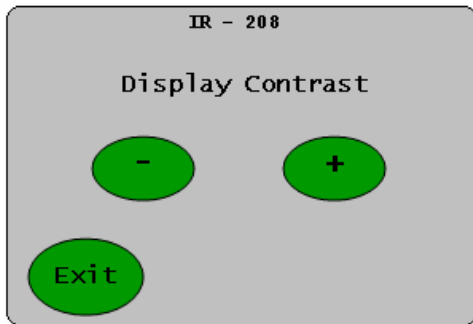 IR - 208
Display Contrast
- +
Exit